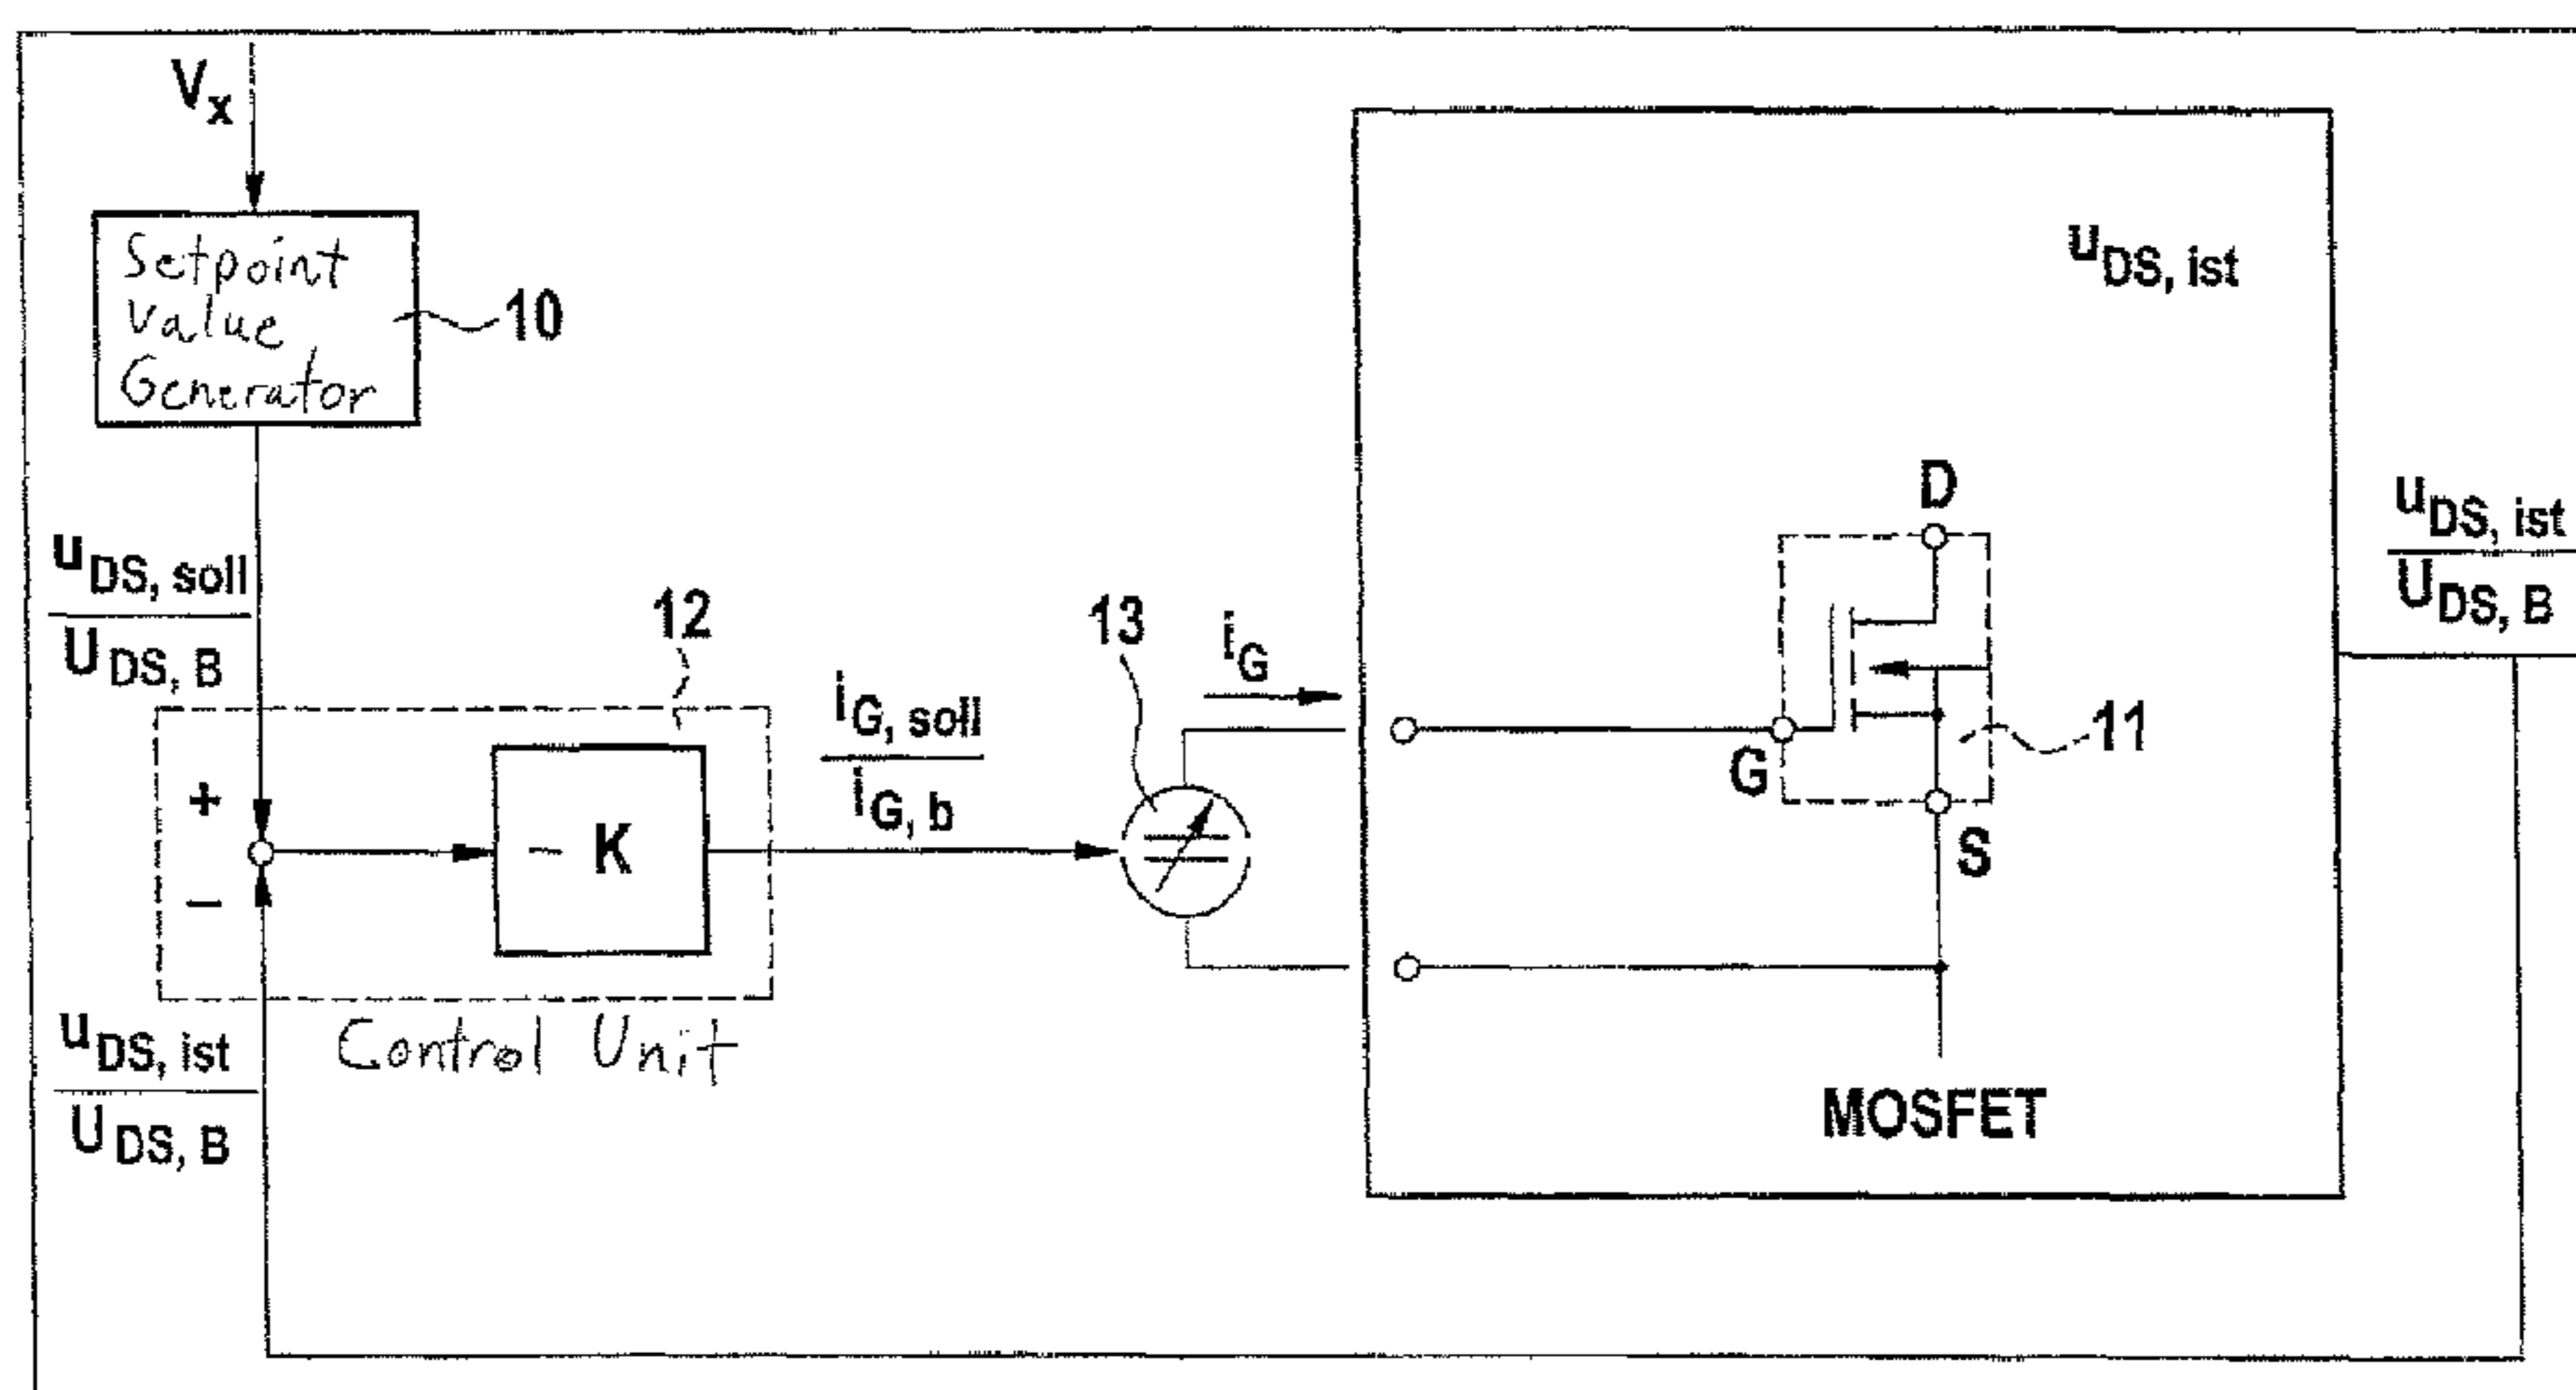 Vx
Setpoint
Value
Generator
10
uDS, soll
UDS, B
12
+
−
− K
iG, soll
IG, b
13
iG
uDS, ist
D
G
S
11
MOSFET
uDS, ist
UDS, B
uDS, ist
UDS, B
Control Unit